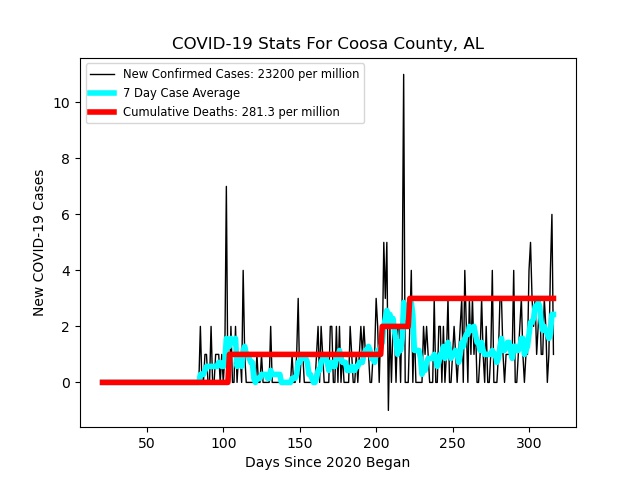 COVID-19 Stats For Coosa County, AL
New Confirmed Cases: 23200 per million
7 Day Case Average
Cumulative Deaths: 281.3 per million
New COVID-19 Cases
10
8
6
4
2
0
50 100 150 200 250 300
Days Since 2020 Began